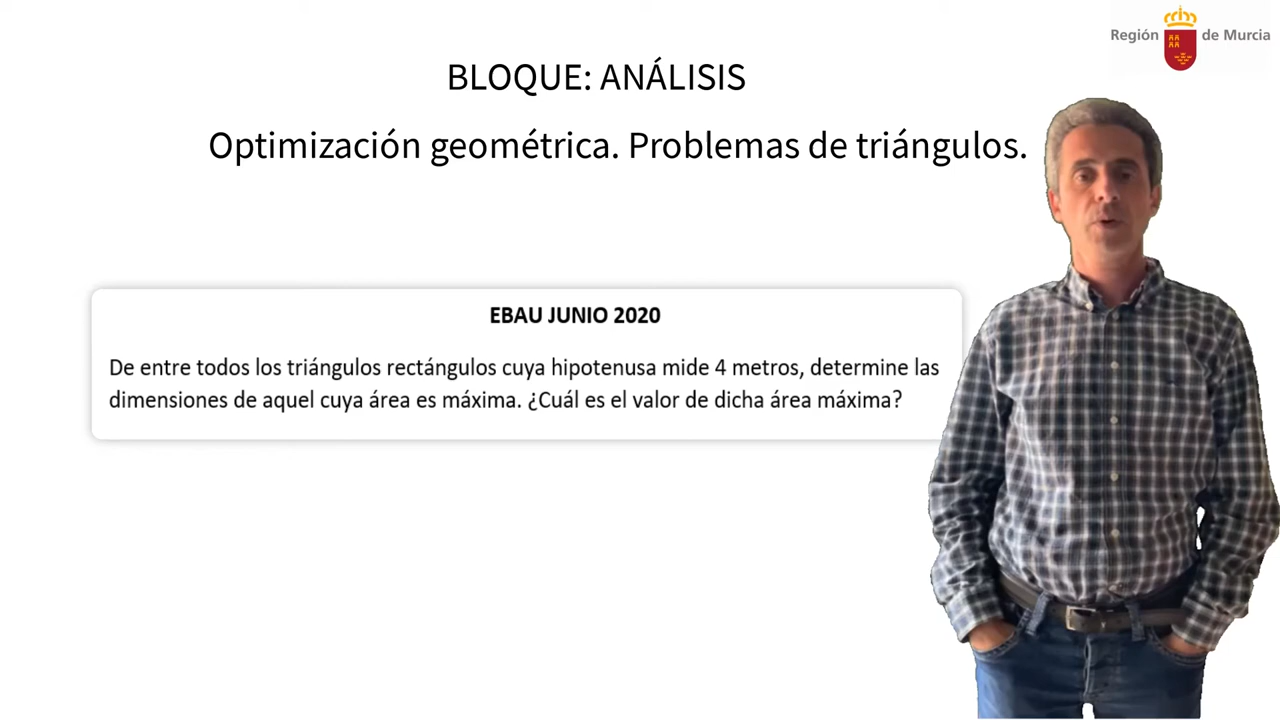 Región de Murcia
BLOQUE: ANÁLISIS
Optimización geométrica. Problemas de triángulos.
EBAU JUNIO 2020
De entre todos los triángulos rectángulos cuya hipotenusa mide 4 metros, determine las
dimensiones de aquel cuya área es máxima. ¿Cuál es el valor de dicha área máxima?